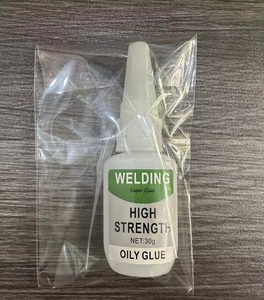 WELDING
Super Glue
HIGH
STRENGTH
NET:30g
OILY GLUE